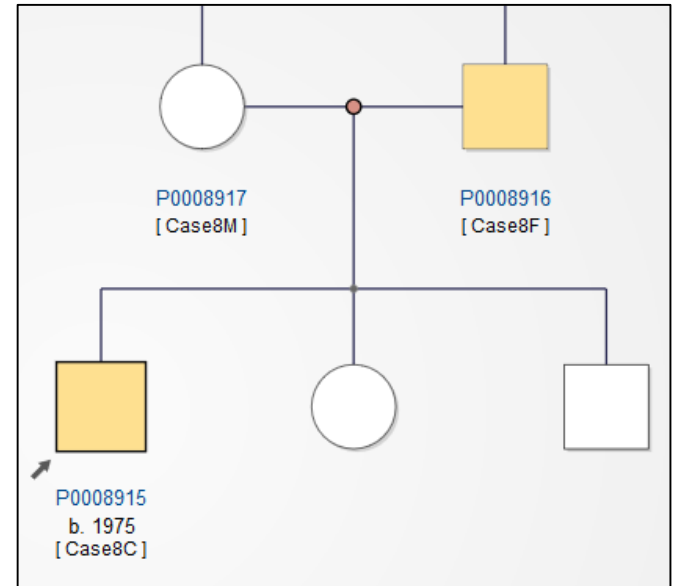 P0008917
[ Case8M ]
P0008916
[ Case8F ]
P0008915
b. 1975
[ Case8C ]